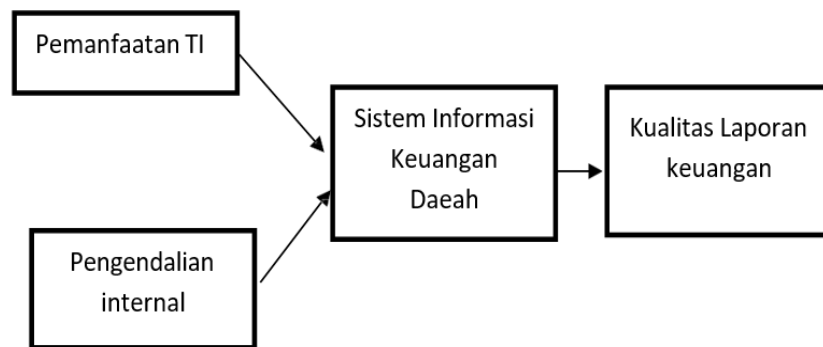 Pemanfaatan TI
Sistem Informasi
Keuangan
Daeah
Kualitas Laporan
keuangan
Pengendalian
internal